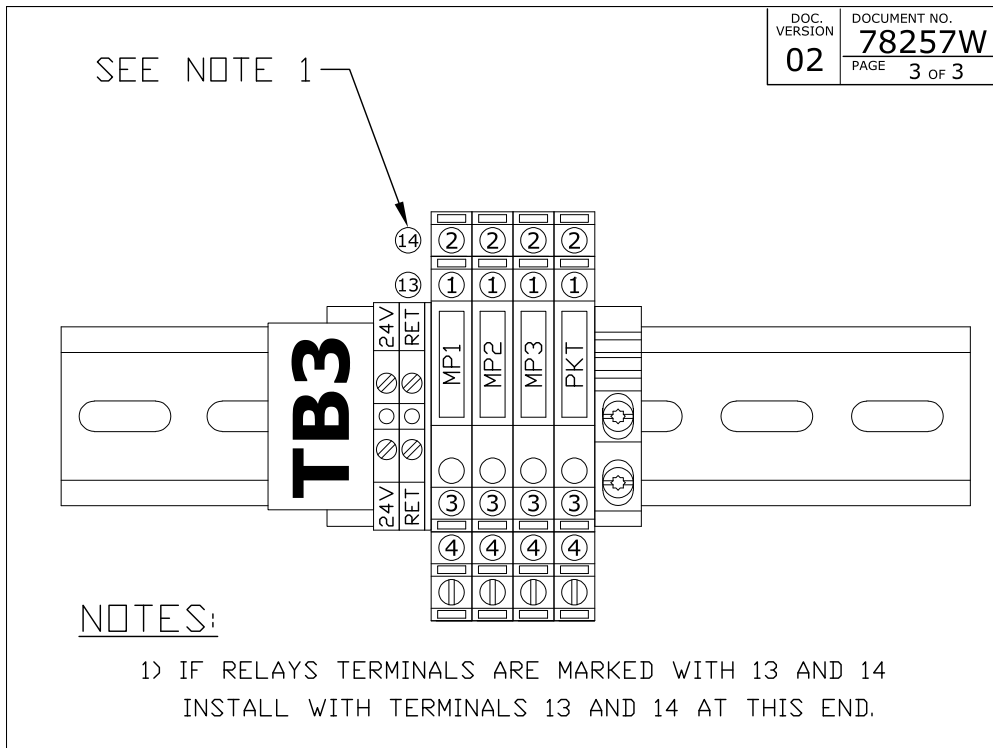 DOC. VERSION 02
DOCUMENT NO. 78257W
PAGE 3 OF 3
SEE NOTE 1
14 2 2 2 2
13 1 1 1 1
24V RET
MP1 MP2 MP3 PKT
TB3
24V RET
3 3 3 3
4 4 4 4
NOTES:
1) IF RELAYS TERMINALS ARE MARKED WITH 13 AND 14
INSTALL WITH TERMINALS 13 AND 14 AT THIS END.